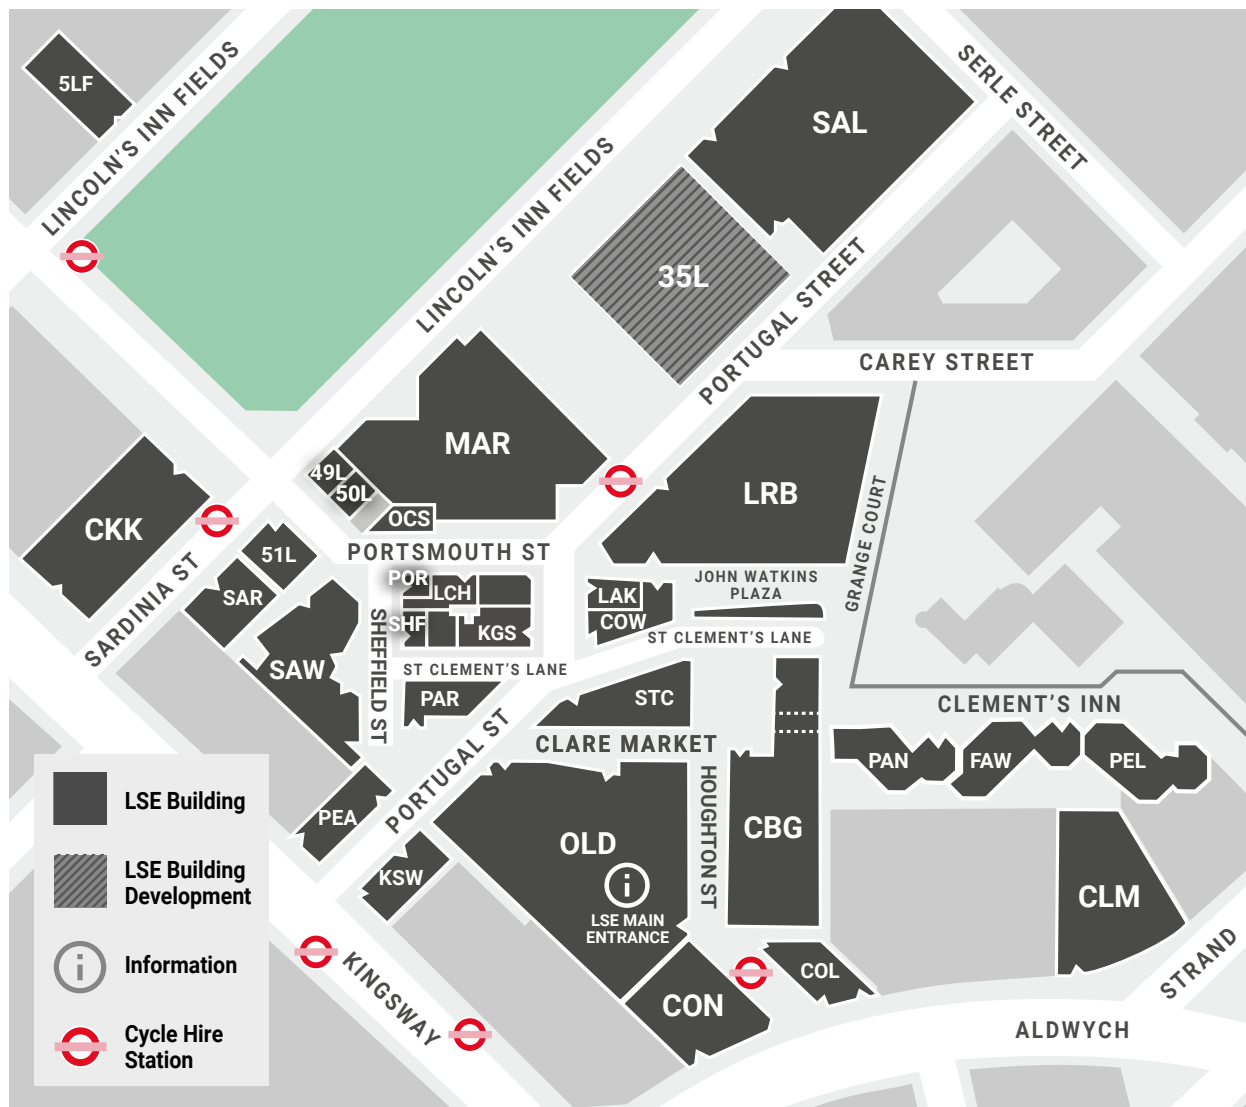 5LF
LINCOLN'S INN FIELDS
SERLE STREET
SAL
LINCOLN'S INN FIELDS
35L
PORTUGAL STREET
CAREY STREET
MAR
49L
50L
OCS
LRB
GRANGE COURT
CKK
SARDINIA ST
51L
SAR
PORTSMOUTH ST
POR
LCH
SHF
KGS
LAK
COW
JOHN WATKINS
PLAZA
ST CLEMENT'S LANE
SAW
SHEFFIELD ST
ST CLEMENT'S LANE
PAR
STC
CLARE MARKET
CLEMENT'S INN
PAN
FAW
PEL
PORTUGAL ST
PEA
KSW
OLD
LSE MAIN
ENTRANCE
HOUGHTON ST
CBG
CLM
CON
COL
KINGSWAY
STRAND
ALDWYCH
LSE Building
LSE Building
Development
Information
Cycle Hire
Station